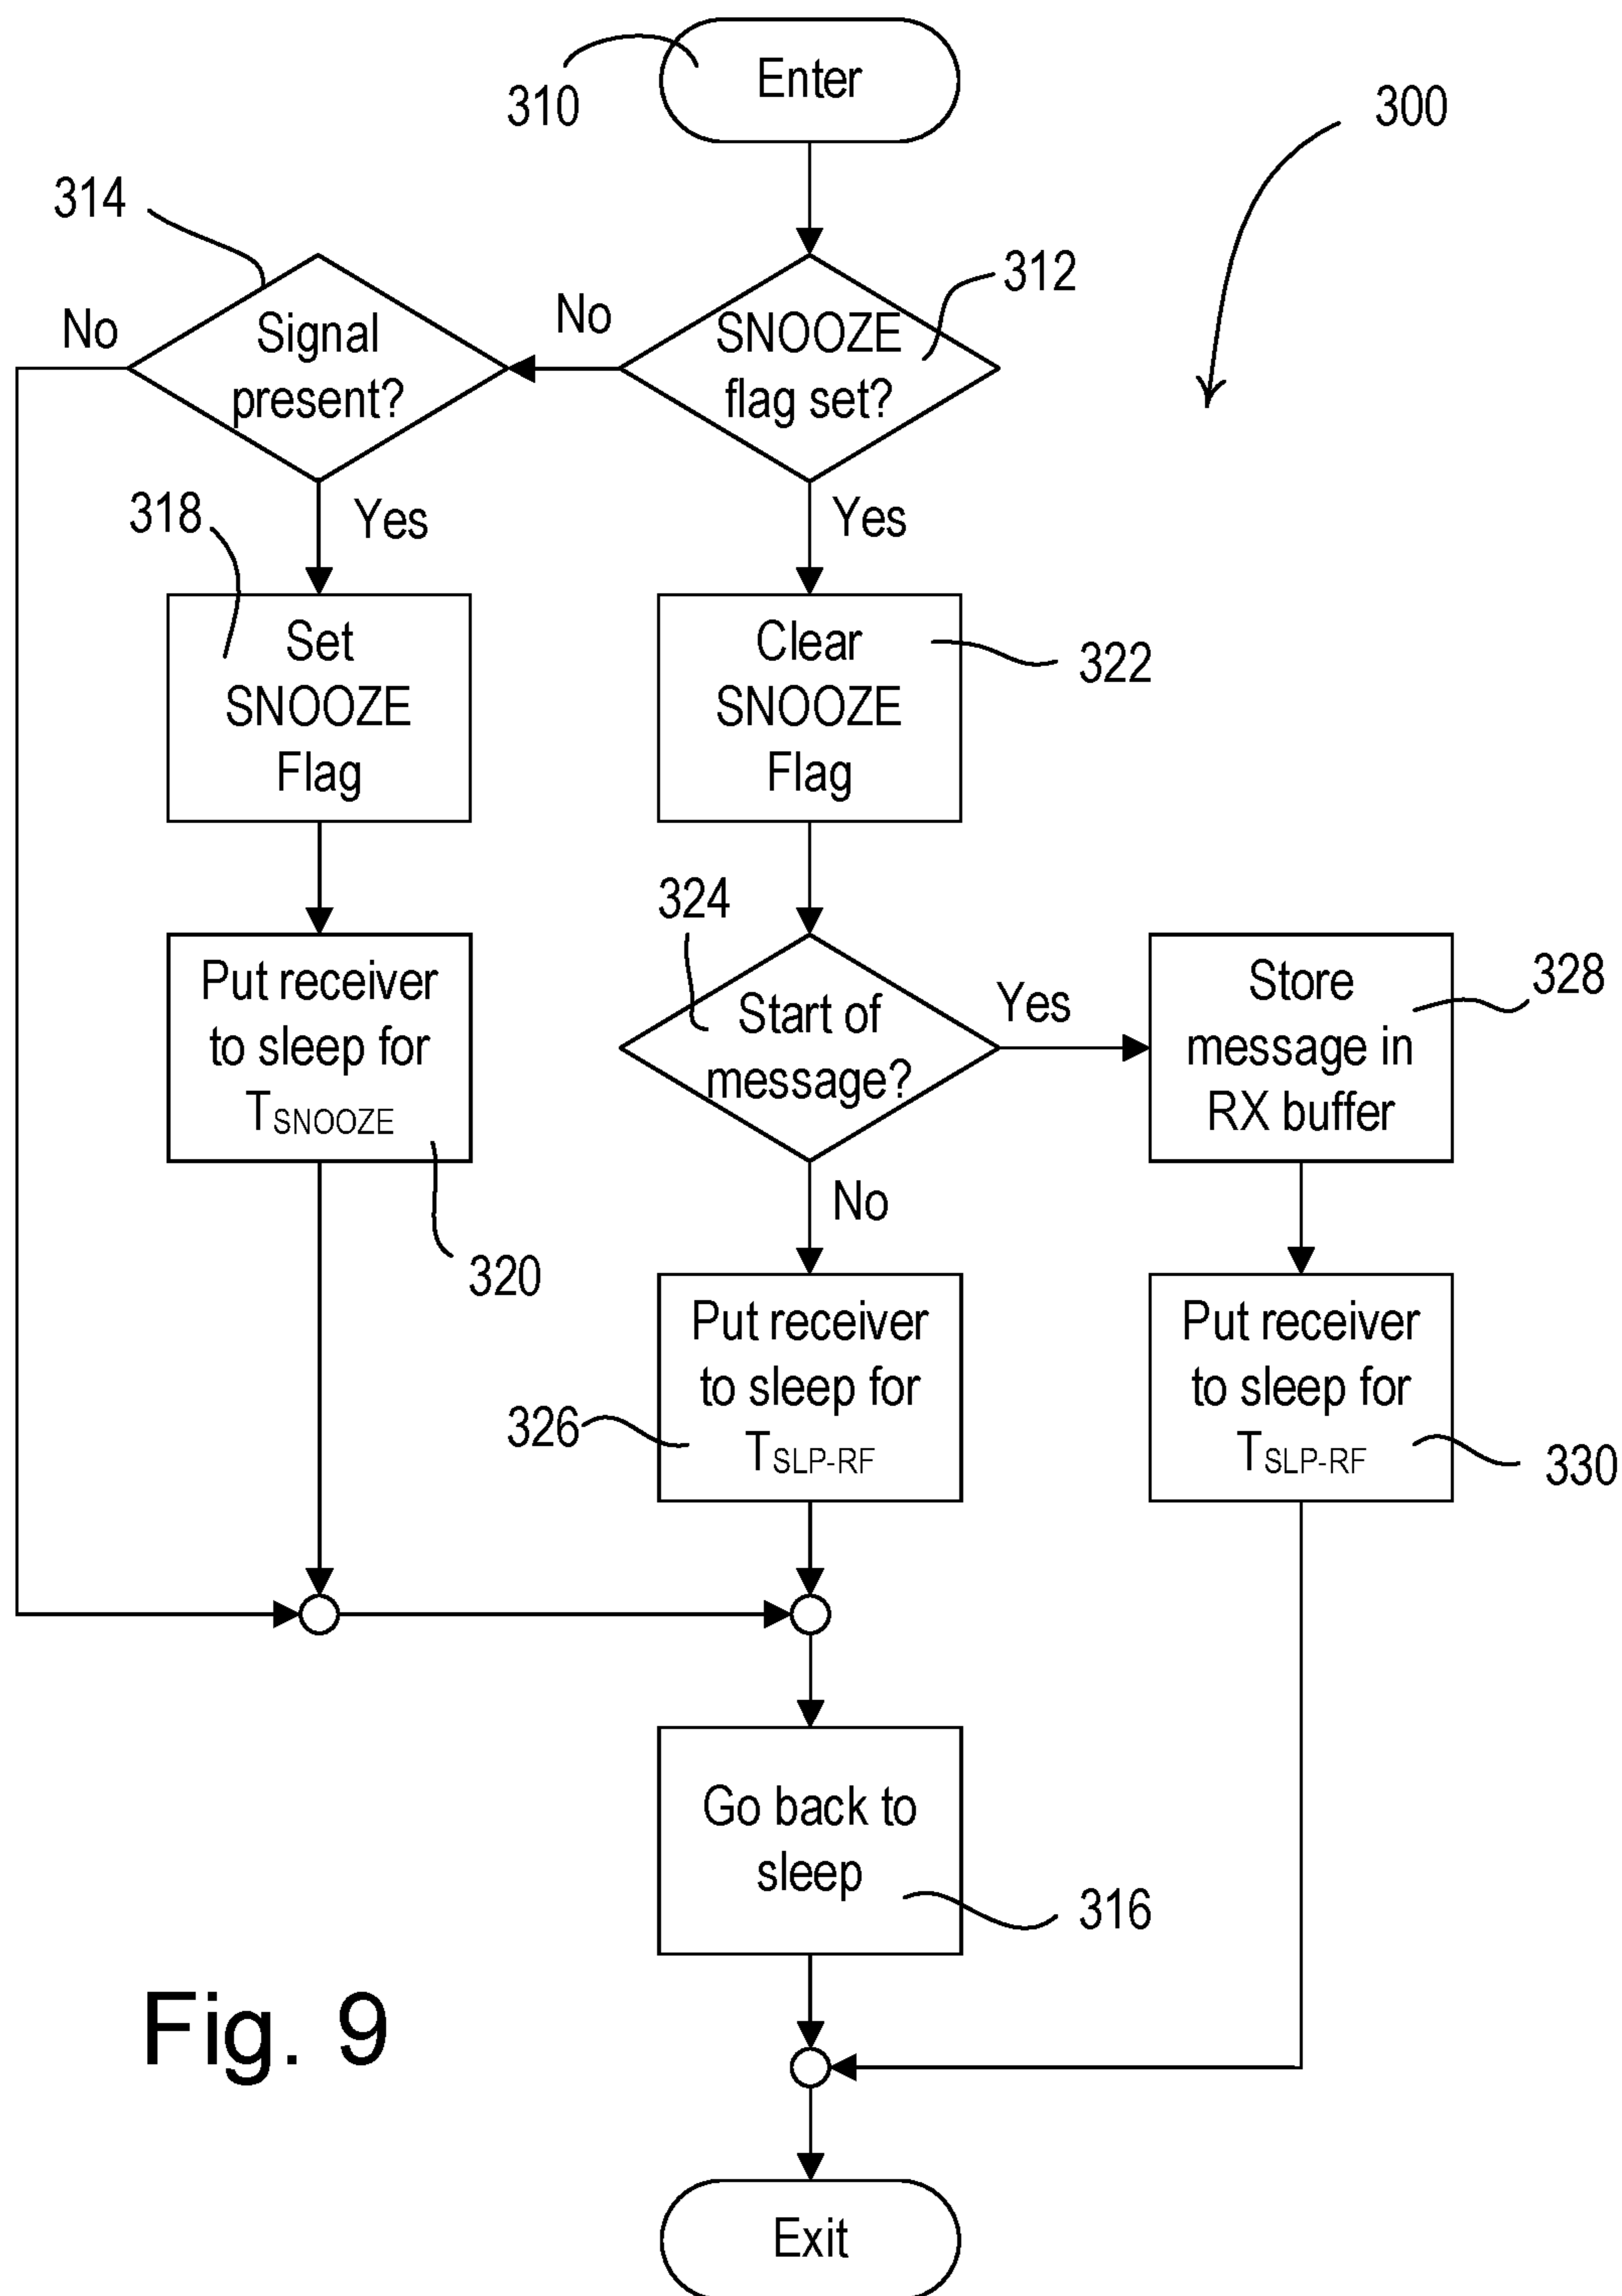 Enter
310
300
314
312
No
Signal
present?
No
SNOOZE
flag set?
318
Yes
Yes
Set
SNOOZE
Flag
Clear
SNOOZE
Flag
322
324
Put receiver
to sleep for
TSNOOZE
Start of
message?
Yes
Store
message in
RX buffer
328
No
320
Put receiver
to sleep for
TSLP-RF
326
Put receiver
to sleep for
TSLP-RF
330
Go back to
sleep
316
Fig. 9
Exit